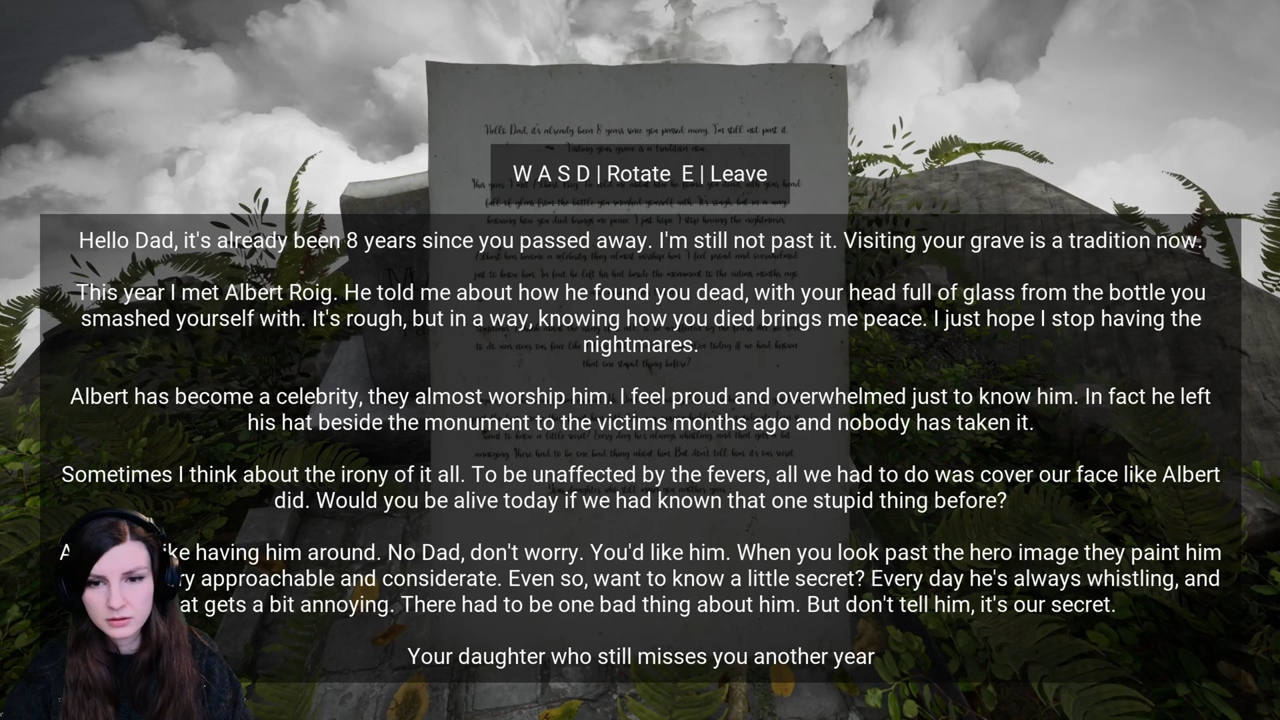 W A S D | Rotate E | Leave
Hello Dad, it's already been 8 years since you passed away. I'm still not past it. Visiting your grave is a tradition now.
This year I met Albert Roig. He told me about how he found you dead, with your head full of glass from the bottle you
smashed yourself with. It's rough, but in a way, knowing how you died brings me peace. I just hope I stop having the
nightmares.
Albert has become a celebrity, they almost worship him. I feel proud and overwhelmed just to know him. In fact he left
his hat beside the monument to the victims months ago and nobody has taken it.
Sometimes I think about the irony of it all. To be unaffected by the fevers, all we had to do was cover our face like Albert
did. Would you be alive today if we had known that one stupid thing before?
having him around. No Dad, don't worry. You'd like him. When you look past the hero image they paint him
approachable and considerate. Even so, want to know a little secret? Every day he's always whistling, and
gets a bit annoying. There had to be one bad thing about him. But don't tell him, it's our secret.
Your daughter who still misses you another year